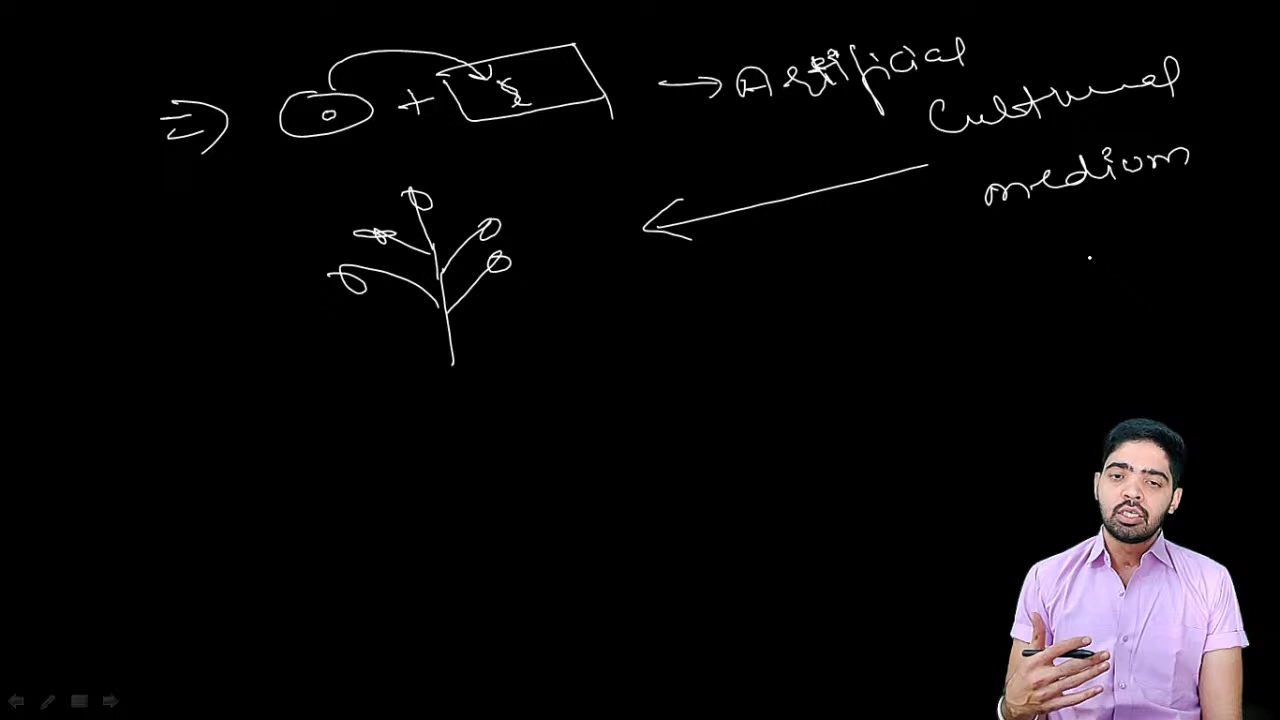 ⇒ + → Artificial
Cultural
medium